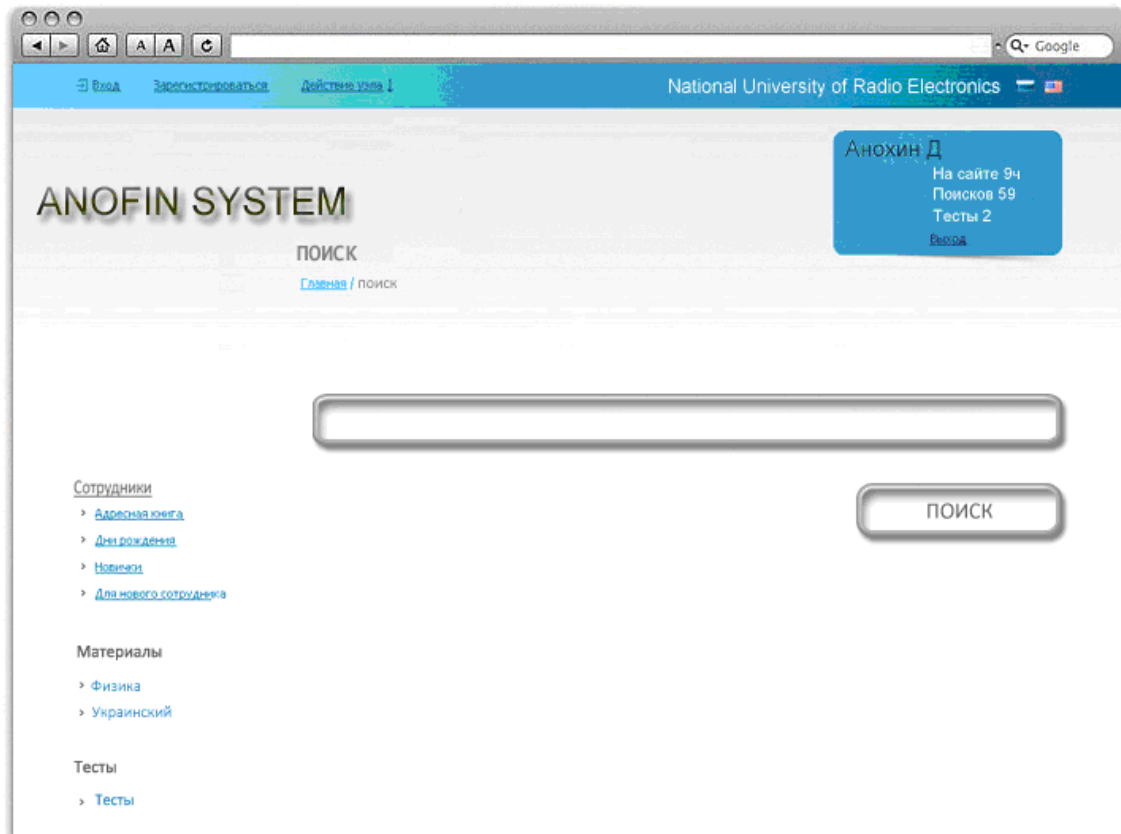 A A Google
Вход Зарегистрироваться Действие узла National University of Radio Electronics
Анохин Д
На сайте 9ч
Поисков 59
Тесты 2
Выход
ANOFIN SYSTEM
ПОИСК
Главная / ПОИСК
Сотрудники
Адресная книга
Дни рождения
Новички
Для нового сотрудника
ПОИСК
Материалы
Физика
Украинский
Тесты
Тесты